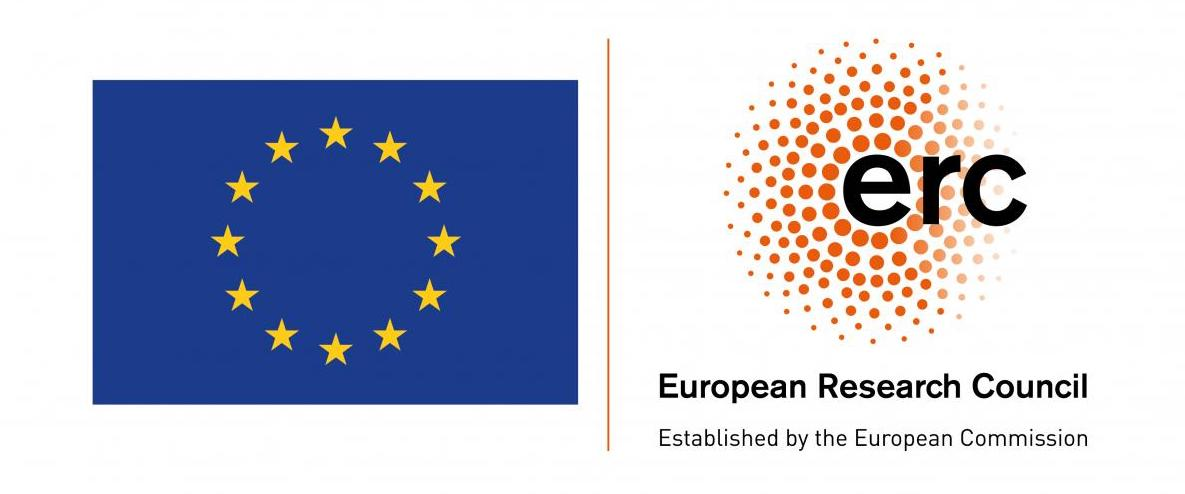 erc
European Research Council
Established by the European Commission